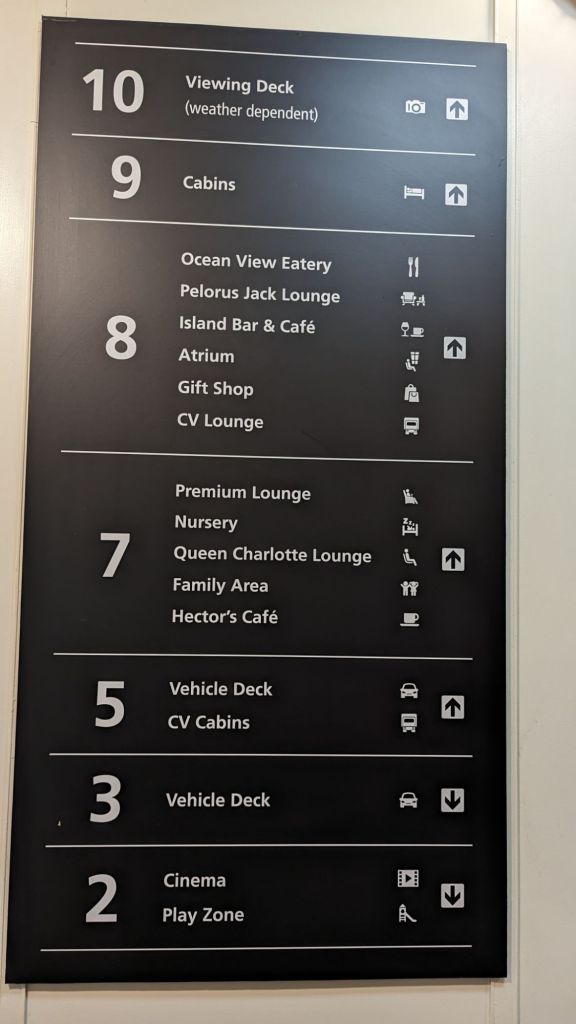 10
Viewing Deck
(weather dependent)
9
Cabins
8
Ocean View Eatery
Pelorus Jack Lounge
Island Bar & Café
Atrium
Gift Shop
CV Lounge
7
Premium Lounge
Nursery
Queen Charlotte Lounge
Family Area
Hector's Café
5
Vehicle Deck
CV Cabins
3
Vehicle Deck
2
Cinema
Play Zone